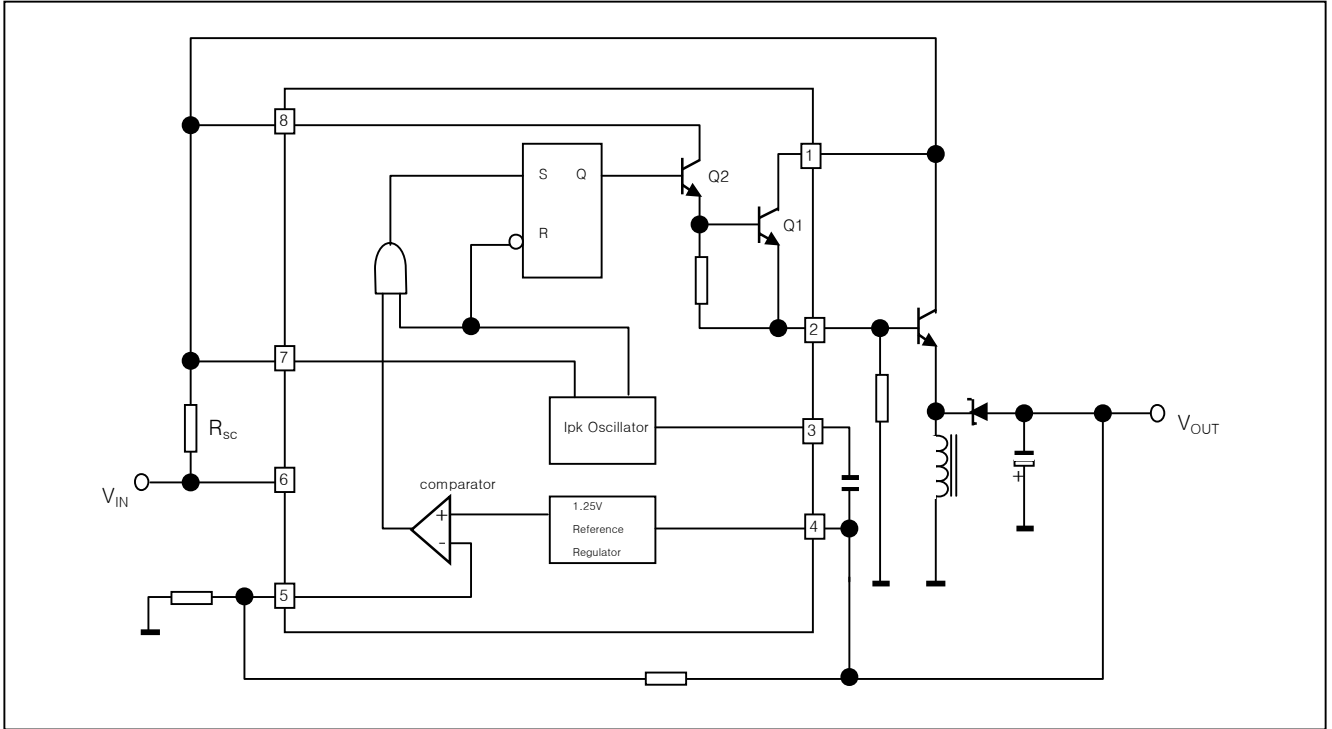 8
1
S Q
Q2
R
Q1
2
7
Ipk Oscillator
3
RSC
VIN
6
comparator
+
-
1.25V
Reference
Regulator
4
VOUT
+
5